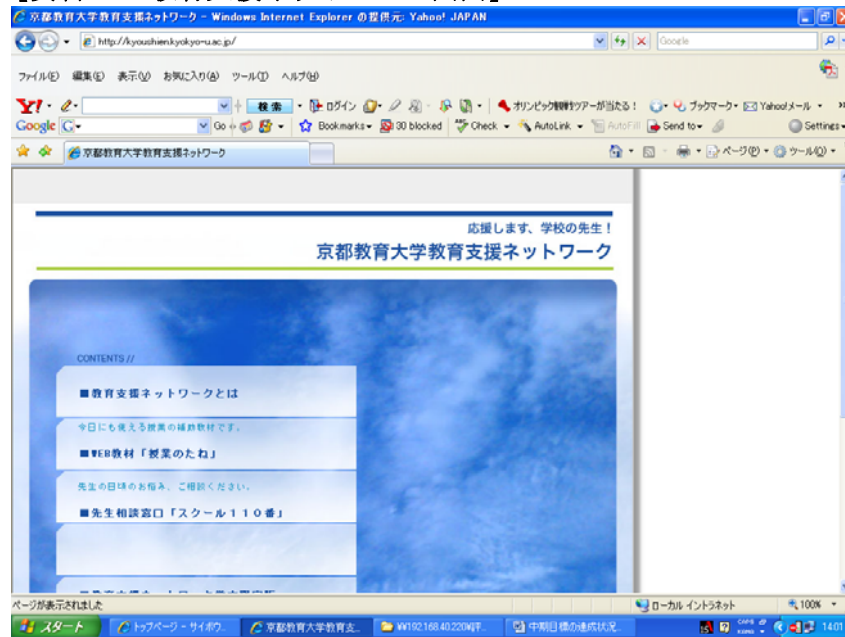 京都教育大学教育支援ネットワーク - Windows Internet Explorer の提供元: Yahoo! JAPAN
http://kyoushien.kyokyo-u.ac.jp/
Google
ファイル(F) 編集(E) 表示(V) お気に入り(A) ツール(T) ヘルプ(H)
Y! 検索 ログイン オリンピック観戦ツアーが当たる! ブックマーク Yahoo!メール
Google G Go Bookmarks 30 blocked Check AutoLink AutoFill Send to Settings
京都教育大学教育支援ネットワーク ページ(P) ツール(O)
応援します、学校の先生!
京都教育大学教育支援ネットワーク
CONTENTS //
■教育支援ネットワークとは
今日にも使える授業の補助教材です。
■WEB教材「授業のたね」
先生の日頃のお悩み、ご相談ください。
■先生相談窓口「スクール110番」
ページが表示されました
ローカル イントラネット
100%
スタート トップページ - サイボウ... 京都教育大学教育支... 中期目標の達成状況... 14:01